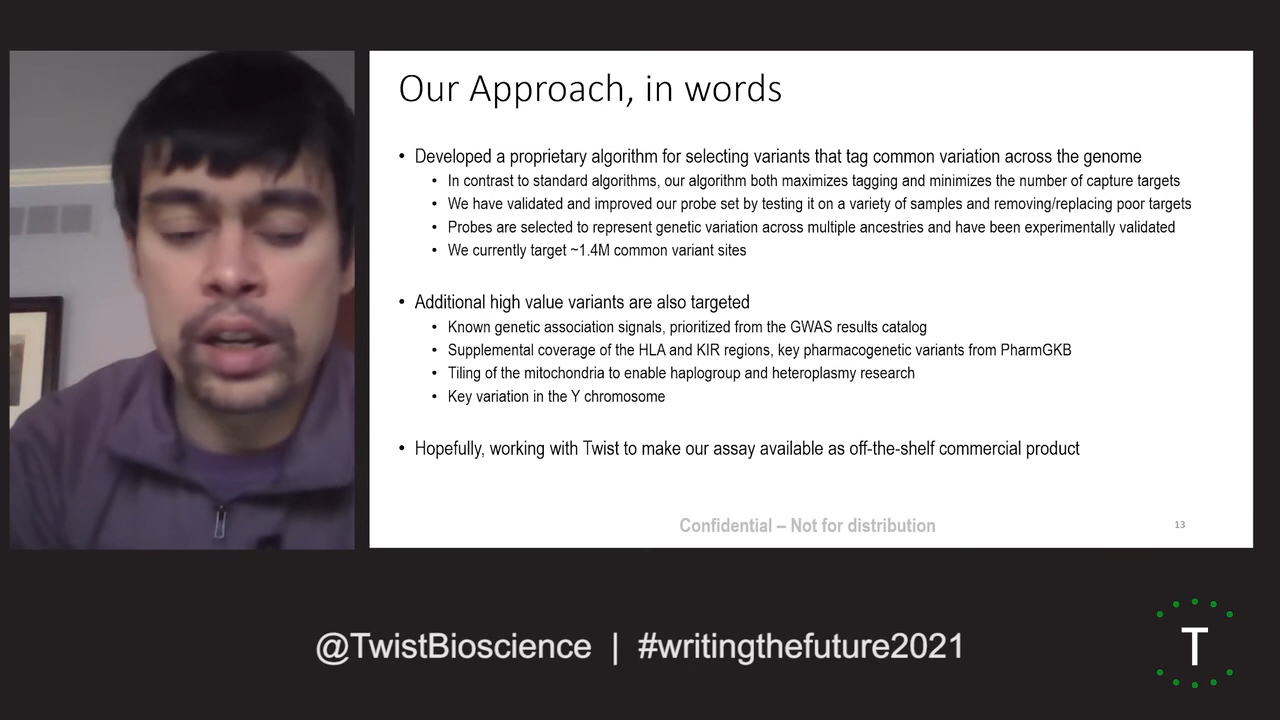 Our Approach, in words
• Developed a proprietary algorithm for selecting variants that tag common variation across the genome
• In contrast to standard algorithms, our algorithm both maximizes tagging and minimizes the number of capture targets
• We have validated and improved our probe set by testing it on a variety of samples and removing/replacing poor targets
• Probes are selected to represent genetic variation across multiple ancestries and have been experimentally validated
• We currently target ~1.4M common variant sites
• Additional high value variants are also targeted
• Known genetic association signals, prioritized from the GWAS results catalog
• Supplemental coverage of the HLA and KIR regions, key pharmacogenetic variants from PharmGKB
• Tiling of the mitochondria to enable haplogroup and heteroplasmy research
• Key variation in the Y chromosome
• Hopefully, working with Twist to make our assay available as off-the-shelf commercial product
Confidential – Not for distribution
13
@TwistBioscience | #writingthefuture2021
T